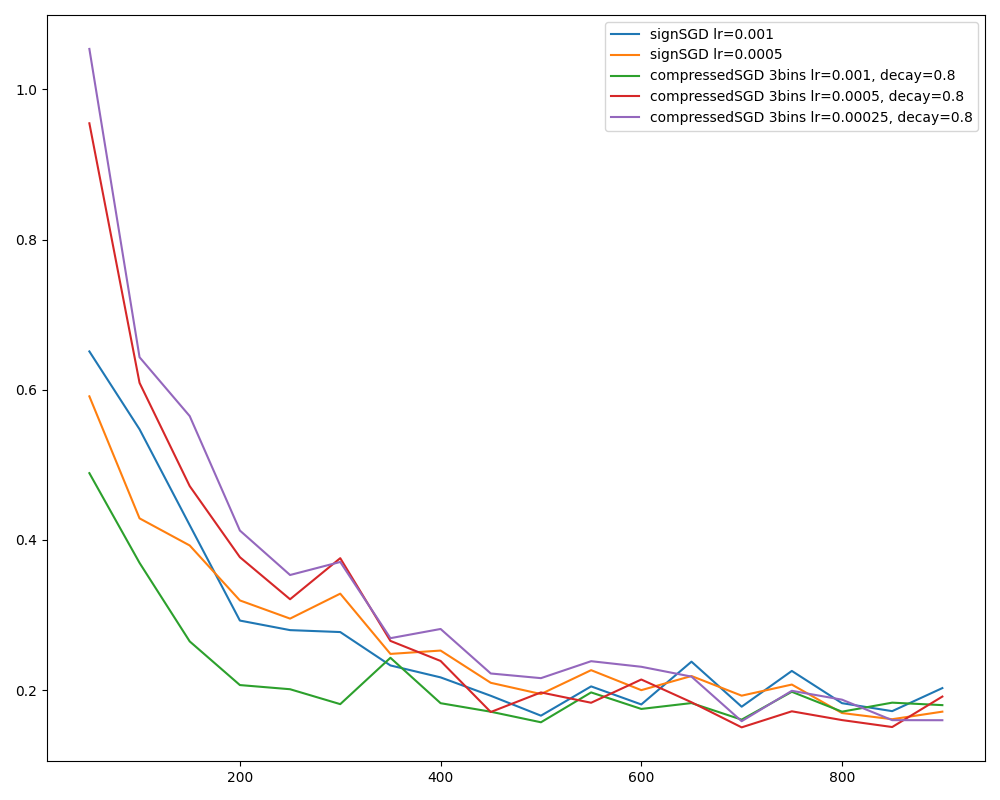 signSGD lr=0.001
signSGD lr=0.0005
compressedSGD 3bins lr=0.001, decay=0.8
compressedSGD 3bins lr=0.0005, decay=0.8
compressedSGD 3bins lr=0.00025, decay=0.8
1.0
0.8
0.6
0.4
0.2
200 400 600 800